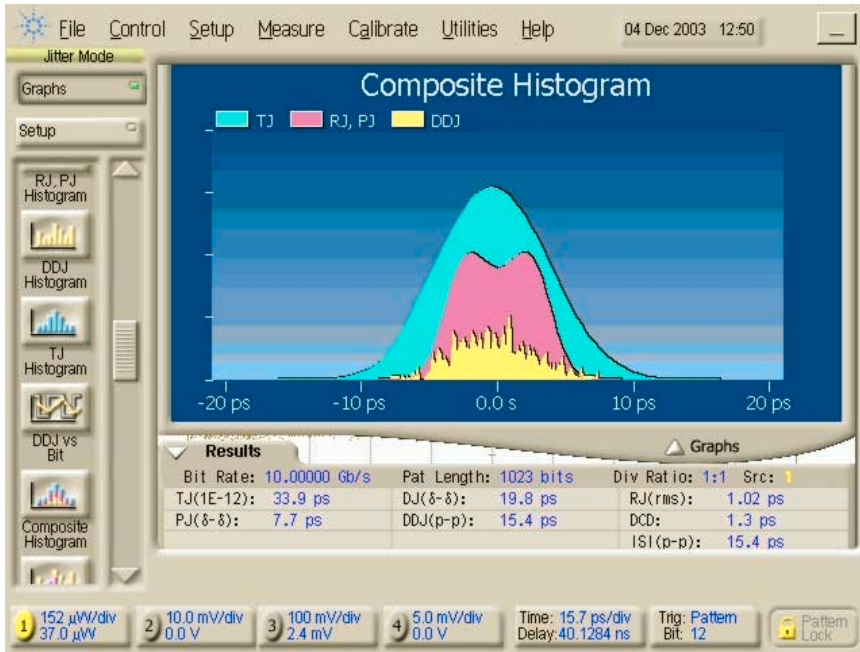 File Control Setup Measure Calibrate Utilities Help 04 Dec 2003 12:50
Jitter Mode
Graphs
Setup
RJ, PJ
Histogram
DDJ
Histogram
TJ
Histogram
DDJ vs
Bit
Composite
Histogram
Composite Histogram
TJ RJ, PJ DDJ
-20 ps -10 ps 0.0 s 10 ps 20 ps
Results Graphs
Bit Rate: 10.00000 Gb/s Pat Length: 1023 bits Div Ratio: 1:1 Src: 1
TJ(1E-12): 33.9 ps DJ(δ-δ): 19.8 ps RJ(rms): 1.02 ps
PJ(δ-δ): 7.7 ps DDJ(p-p): 15.4 ps DCD: 1.3 ps
ISI(p-p): 15.4 ps
1 152 µW/div 2 10.0 mV/div 3 100 mV/div 4 5.0 mV/div Time: 15.7 ps/div Trig: Pattern Pattern
37.0 µW 0.0 V 2.4 mV 0.0 V Delay:40.1284 ns Bit: 12 Lock